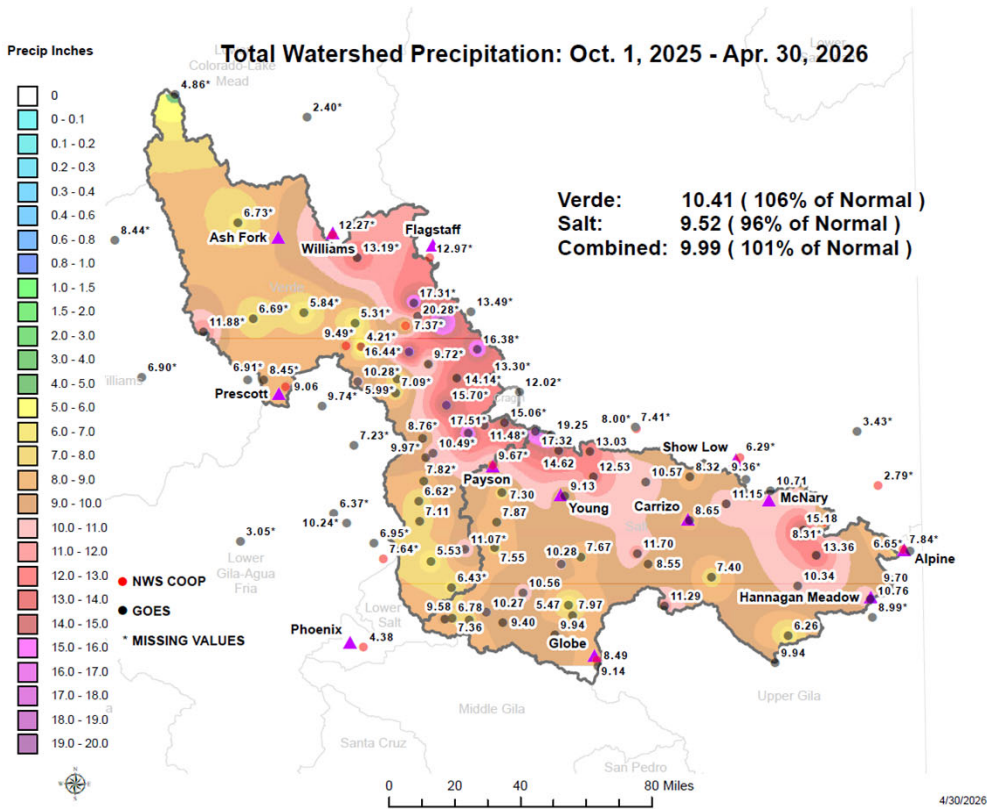 Total Watershed Precipitation: Oct. 1, 2025 - Apr. 30, 2026
Precip Inches
0
0 - 0.1
0.1 - 0.2
0.2 - 0.3
0.3 - 0.4
0.4 - 0.6
0.6 - 0.8
0.8 - 1.0
1.0 - 1.5
1.5 - 2.0
2.0 - 3.0
3.0 - 4.0
4.0 - 5.0
5.0 - 6.0
6.0 - 7.0
7.0 - 8.0
8.0 - 9.0
9.0 - 10.0
10.0 - 11.0
11.0 - 12.0
12.0 - 13.0
13.0 - 14.0
14.0 - 15.0
15.0 - 16.0
16.0 - 17.0
17.0 - 18.0
18.0 - 19.0
19.0 - 20.0
Verde: 10.41 ( 106% of Normal )
Salt: 9.52 ( 96% of Normal )
Combined: 9.99 ( 101% of Normal )
Colorado-Lake
Mead
4.86*
2.40*
6.73*
8.44*
Ash Fork
12.27*
Williams
13.19*
Flagstaff
12.97*
Verde
17.31*
20.28*
13.49*
5.84*
6.69*
5.31*
7.37*
11.88*
9.49*
4.21*
16.44*
16.38*
9.72*
13.30*
6.90*
6.91*
8.45*
9.06
Prescott
10.28*
7.09*
5.99*
14.14*
12.02*
9.74*
15.70*
15.06*
19.25
8.00*
7.41*
3.43*
7.23*
8.76*
17.51*
11.48*
17.32
13.03
9.97*
10.49*
9.67*
14.62
12.53
Show Low
6.29*
8.32
9.36*
10.57
2.79*
7.82*
Payson
10.71
11.15
McNary
6.62*
7.30
9.13
Young
Carrizo
8.65
6.37*
7.11
7.87
Salt
15.18
8.31*
10.24*
3.05*
6.95*
7.64*
5.53
11.07*
7.55
10.28
7.67
11.70
13.36
6.65*
7.84*
Alpine
8.55
Lower
Gila-Agua
Fria
6.43*
10.56
7.40
10.34
9.70
10.76
Hannagan Meadow
8.99*
NWS COOP
GOES
* MISSING VALUES
Lower
Salt
9.58
6.78
10.27
5.47
7.97
11.29
Phoenix
4.38
7.36
9.40
9.94
6.26
Globe
8.49
9.14
9.94
Middle Gila
Upper Gila
Santa Cruz
San Pedro
0 20 40 80 Miles
4/30/2026